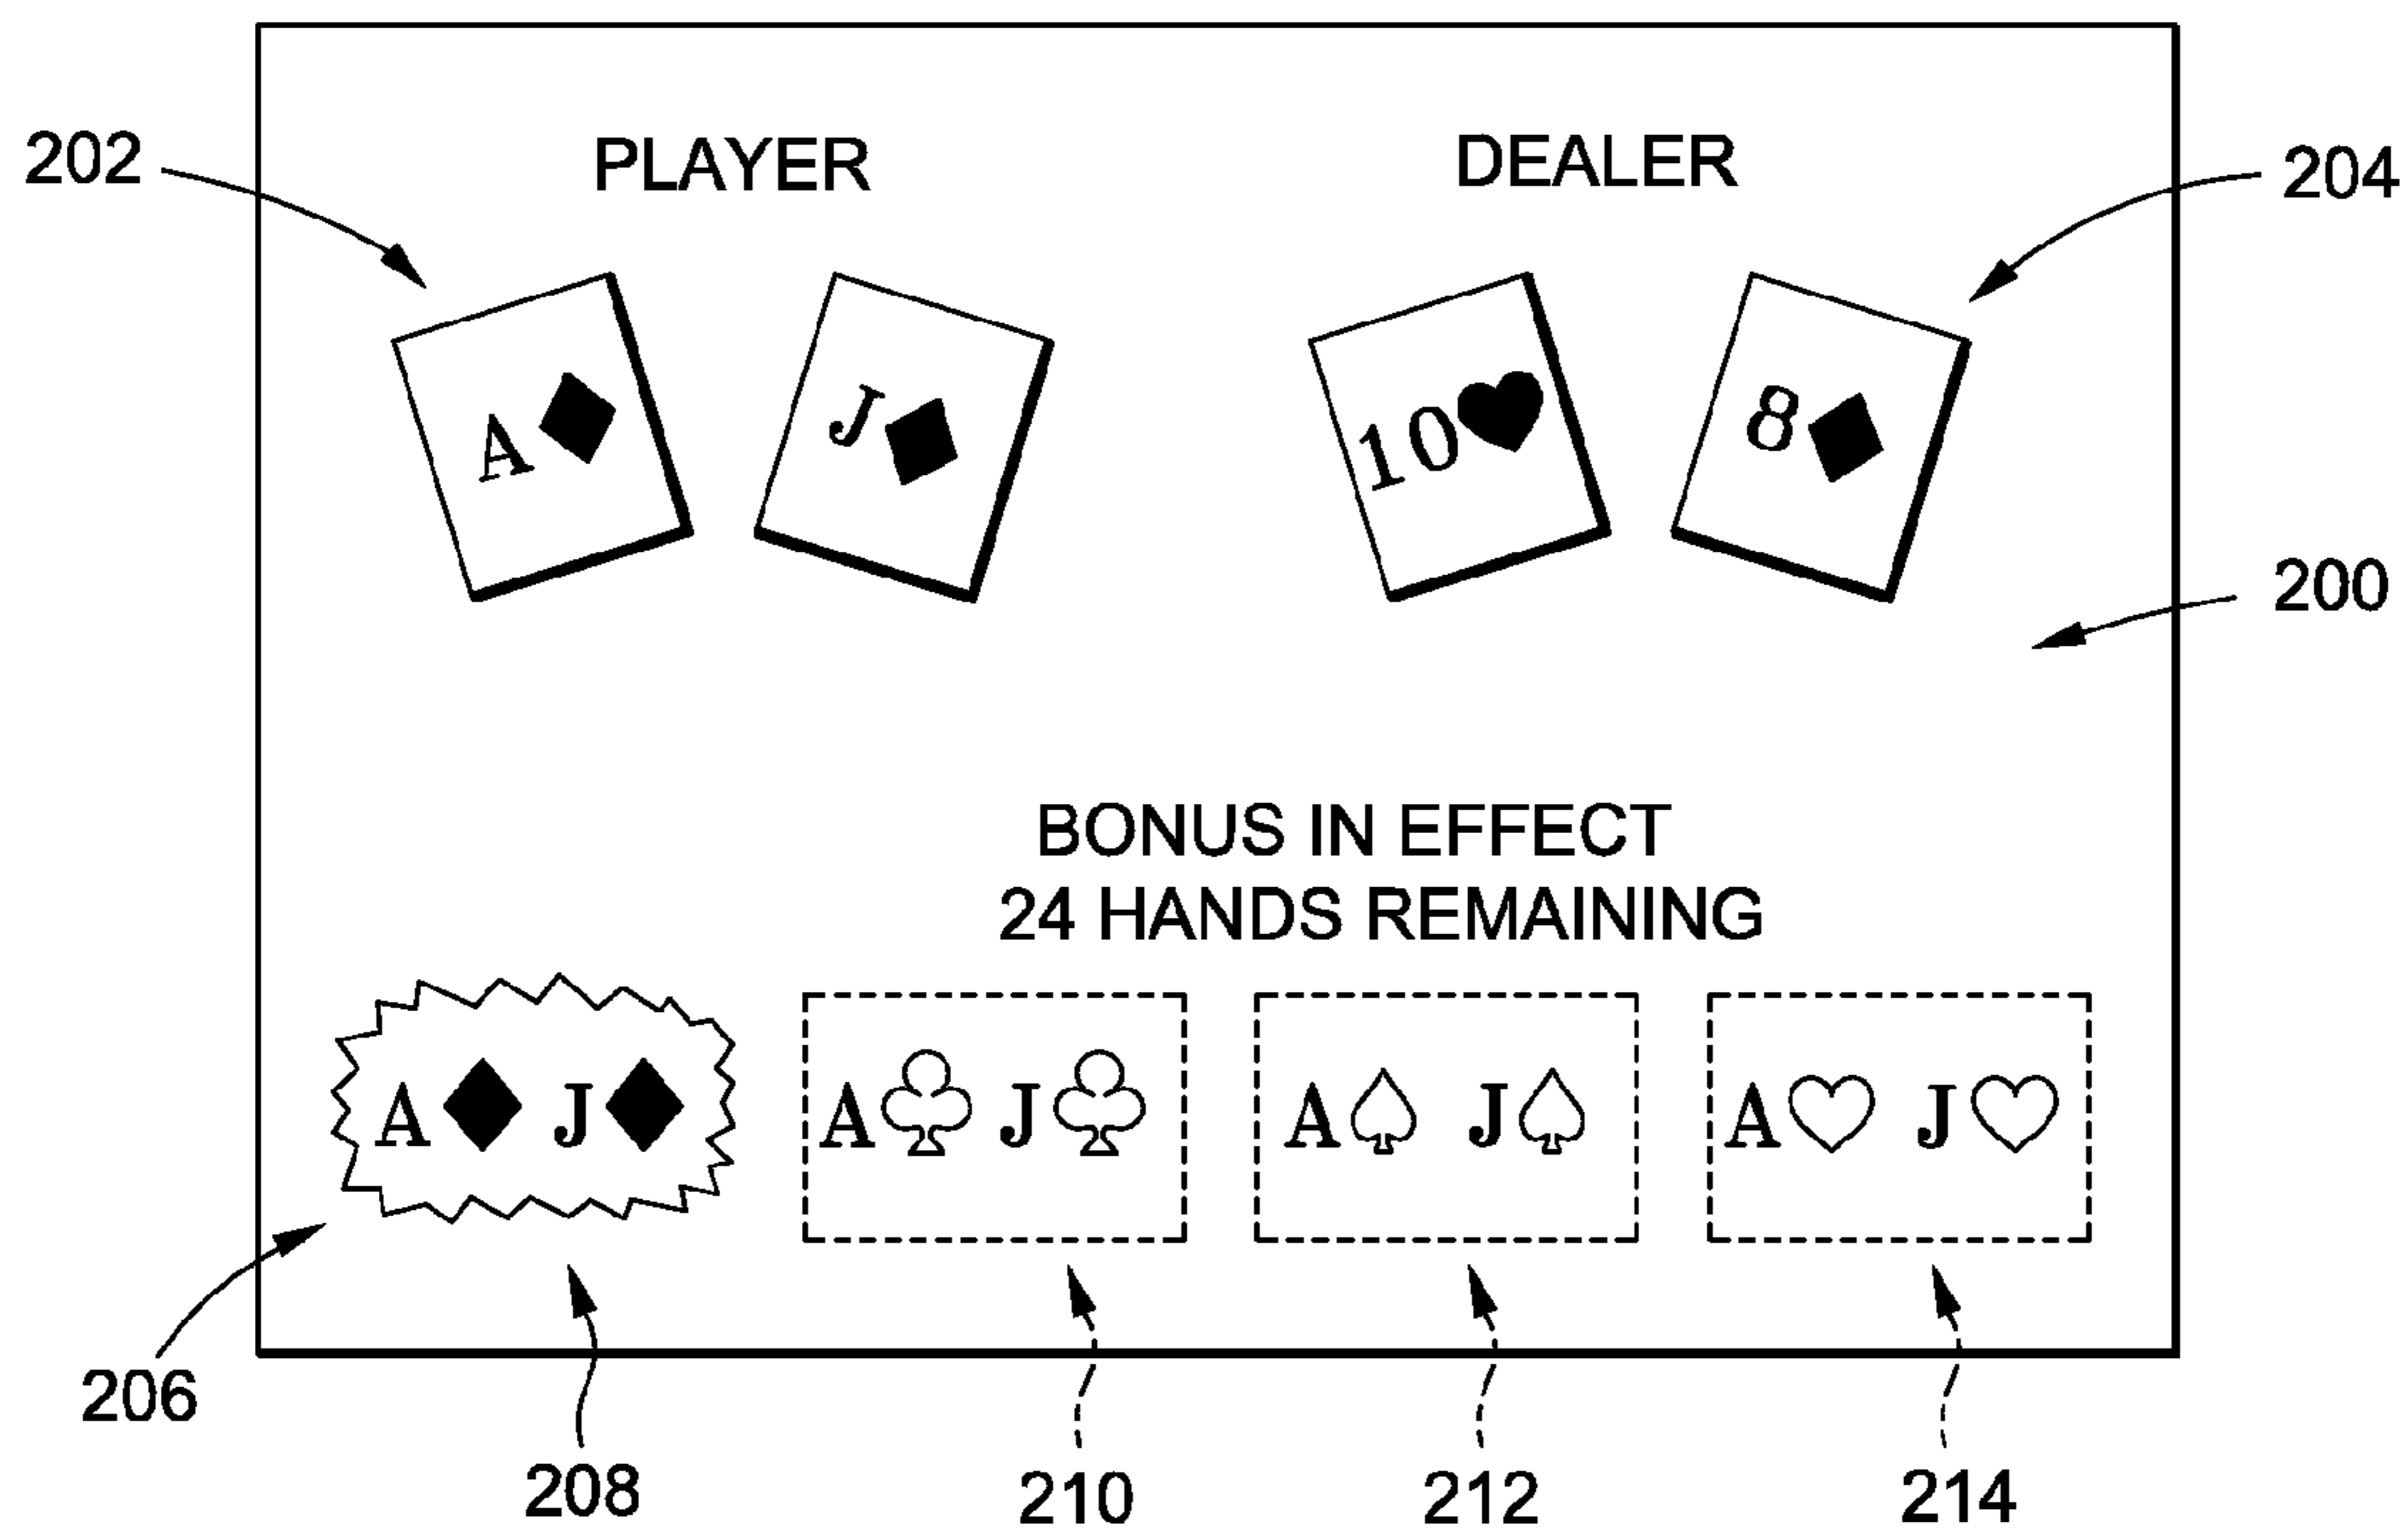 PLAYER DEALER
202
204
A♦ J♦ 10♥ 8♦
200
BONUS IN EFFECT
24 HANDS REMAINING
A♦ J♦ A♧ J♧ A♤ J♤ A♡ J♡
206
208 210 212 214